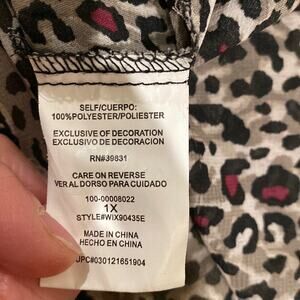 SELF/CUERPO:
100%POLYESTER/POLIESTER
EXCLUSIVE OF DECORATION
EXCLUSIVO DE DECORACION
RN#39831
CARE ON REVERSE
VER AL DORSO PARA CUIDADO
100-00008022
1X
STYLE#WIX90435E
MADE IN CHINA
HECHO EN CHINA
UPC#030121651904